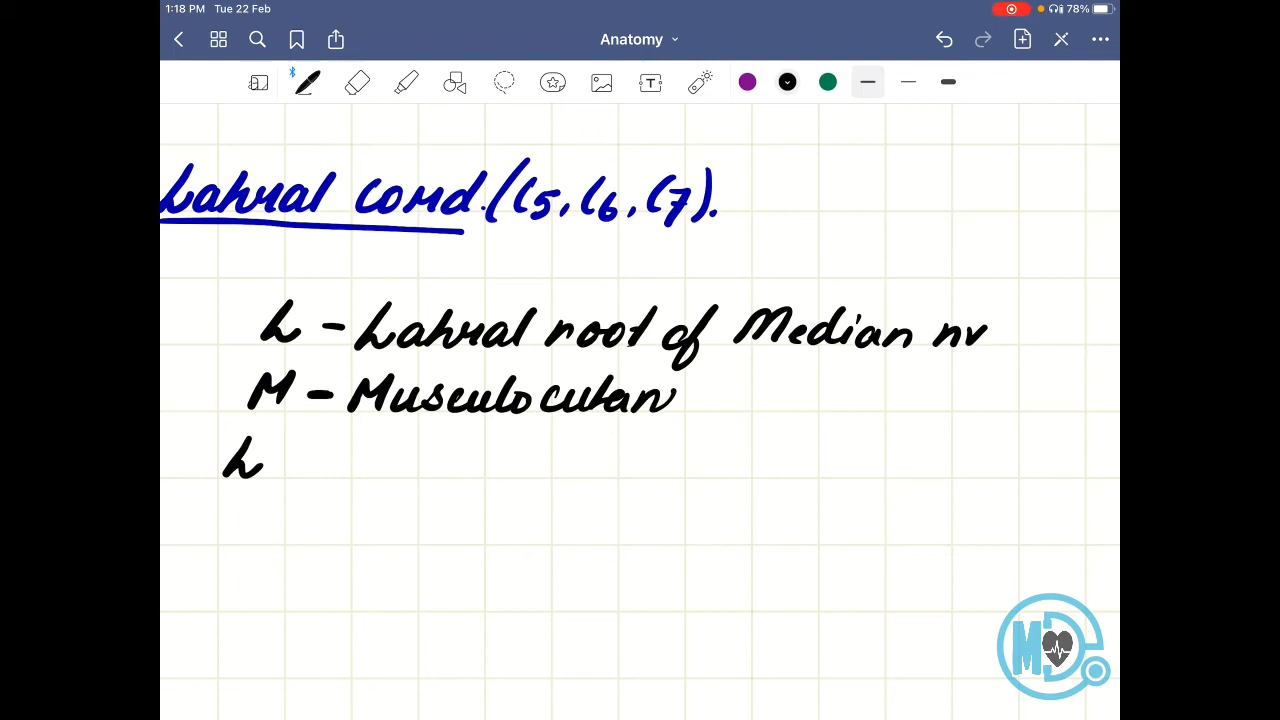 1:18 PM Tue 22 Feb 78%
Anatomy
T
Lateral Cord. (C5, C6, C7).
L - Lateral root of Median nv
M - Musculocutan
L
MD